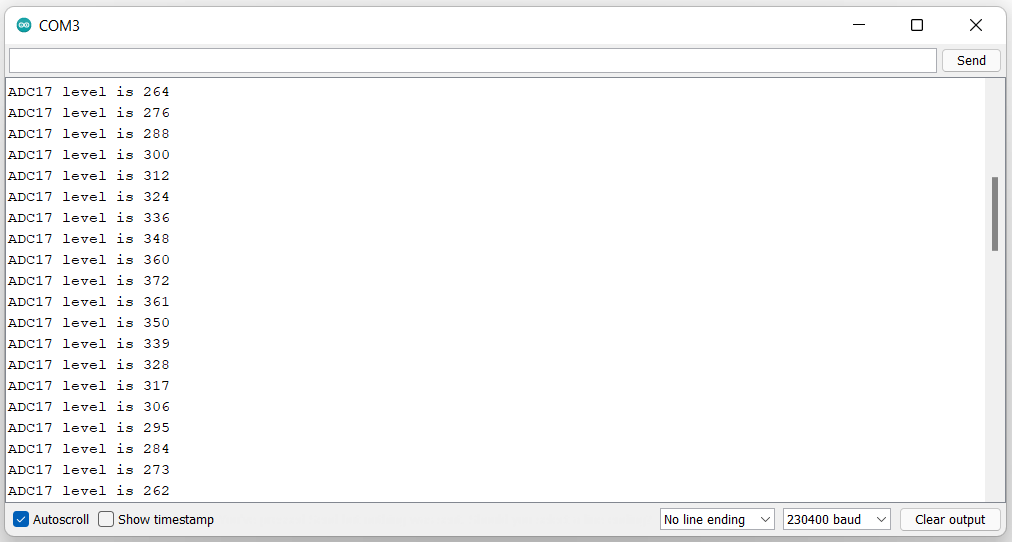 COM3
Send
ADC17 level is 264
ADC17 level is 276
ADC17 level is 288
ADC17 level is 300
ADC17 level is 312
ADC17 level is 324
ADC17 level is 336
ADC17 level is 348
ADC17 level is 360
ADC17 level is 372
ADC17 level is 361
ADC17 level is 350
ADC17 level is 339
ADC17 level is 328
ADC17 level is 317
ADC17 level is 306
ADC17 level is 295
ADC17 level is 284
ADC17 level is 273
ADC17 level is 262
Autoscroll Show timestamp No line ending 230400 baud Clear output